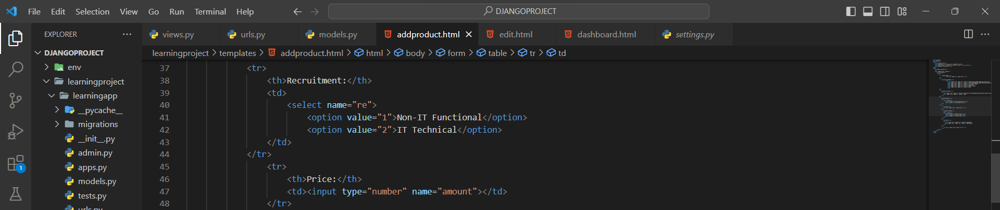 File Edit Selection View Go Run Terminal Help DJANGOPROJECT
EXPLORER
views.py urls.py models.py addproduct.html edit.html dashboard.html settings.py
DJANGOPROJECT
learningproject > templates > addproduct.html > html > body > form > table > tr > td
env
learningproject
learningapp
__pycache__
migrations
__init__.py
admin.py
apps.py
models.py
tests.py
urls.py
1
37 <tr>
38 <th>Recruitment:</th>
39 <td>
40 <select name="re">
41 <option value="1">Non-IT Functional</option>
42 <option value="2">IT Technical</option>
43 </td>
44 </tr>
45 <tr>
46 <th>Price:</th>
47 <td><input type="number" name="amount"></td>
48 </tr>